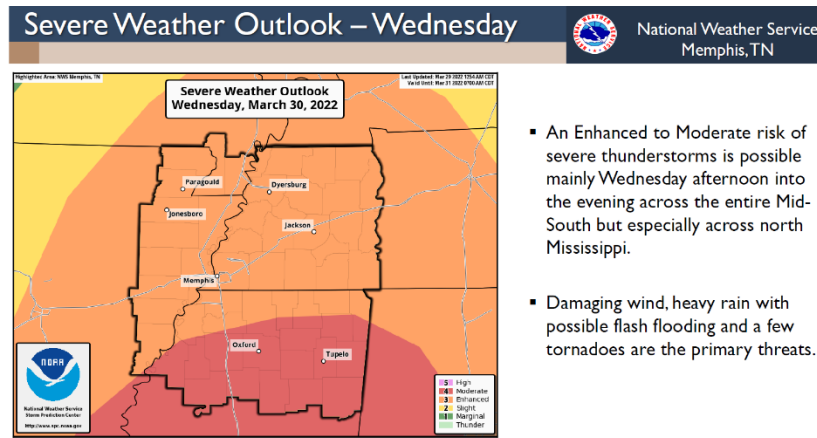 Severe Weather Outlook – Wednesday
National Weather Service
Memphis, TN
Highlighted Area: NWS Memphis, TN
Last Updated: Mar 29 2022 1254 AM CDT
Valid Until: Mar 31 2022 0700 AM CDT
Severe Weather Outlook
Wednesday, March 30, 2022
Paragould
Dyersburg
Jonesboro
Jackson
Memphis
Oxford
Tupelo
NOAA
National Weather Service
Storm Prediction Center
http://www.spc.noaa.gov
5 High
4 Moderate
3 Enhanced
2 Slight
1 Marginal
Thunder
▪ An Enhanced to Moderate risk of
severe thunderstorms is possible
mainly Wednesday afternoon into
the evening across the entire Mid-
South but especially across north
Mississippi.
▪ Damaging wind, heavy rain with
possible flash flooding and a few
tornadoes are the primary threats.